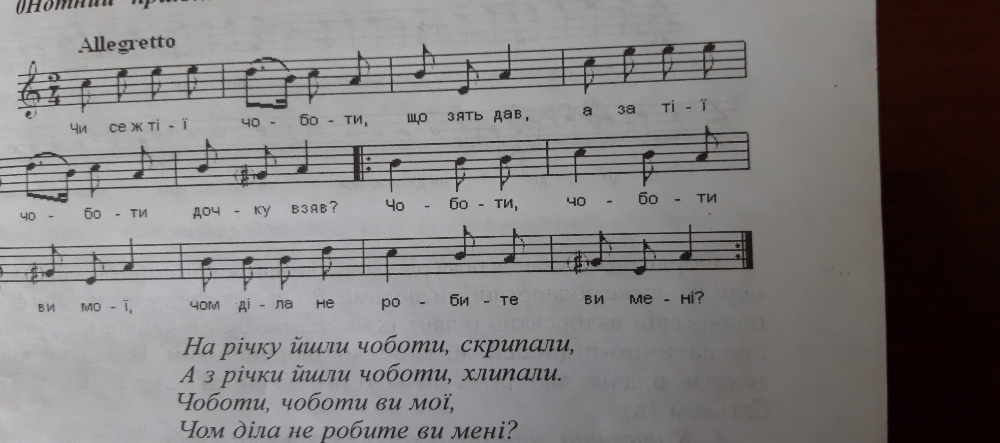 Allegretto
2/4
Чи се ж ті - ї чо - бо - ти, що зять дав, а за ті - ї
чо - бо - ти доч - ку взяв? Чо - бо - ти, чо - бо - ти
ви мо - ї, чом ді - ла не ро - би - те ви ме - ні?
На річку йшли чоботи, скрипали,
А з річки йшли чоботи, хлипали.
Чоботи, чоботи ви мої,
Чом діла не робите ви мені?